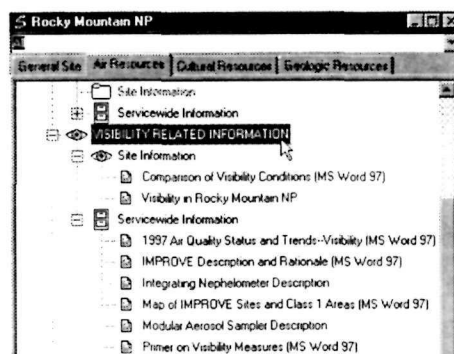 Rocky Mountain NP
General Site Air Resources Cultural Resources Geologic Resources
Site Information
Servicewide Information
VISIBILITY RELATED INFORMATION
Site Information
Comparison of Visibility Conditions (MS Word 97)
Visibility in Rocky Mountain NP
Servicewide Information
1997 Air Quality Status and Trends--Visibility (MS Word 97)
IMPROVE Description and Rationale (MS Word 97)
Integrating Nephelometer Description
Map of IMPROVE Sites and Class 1 Areas (MS Word 97)
Modular Aerosol Sampler Description
Primer on Visibility Measures (MS Word 97)